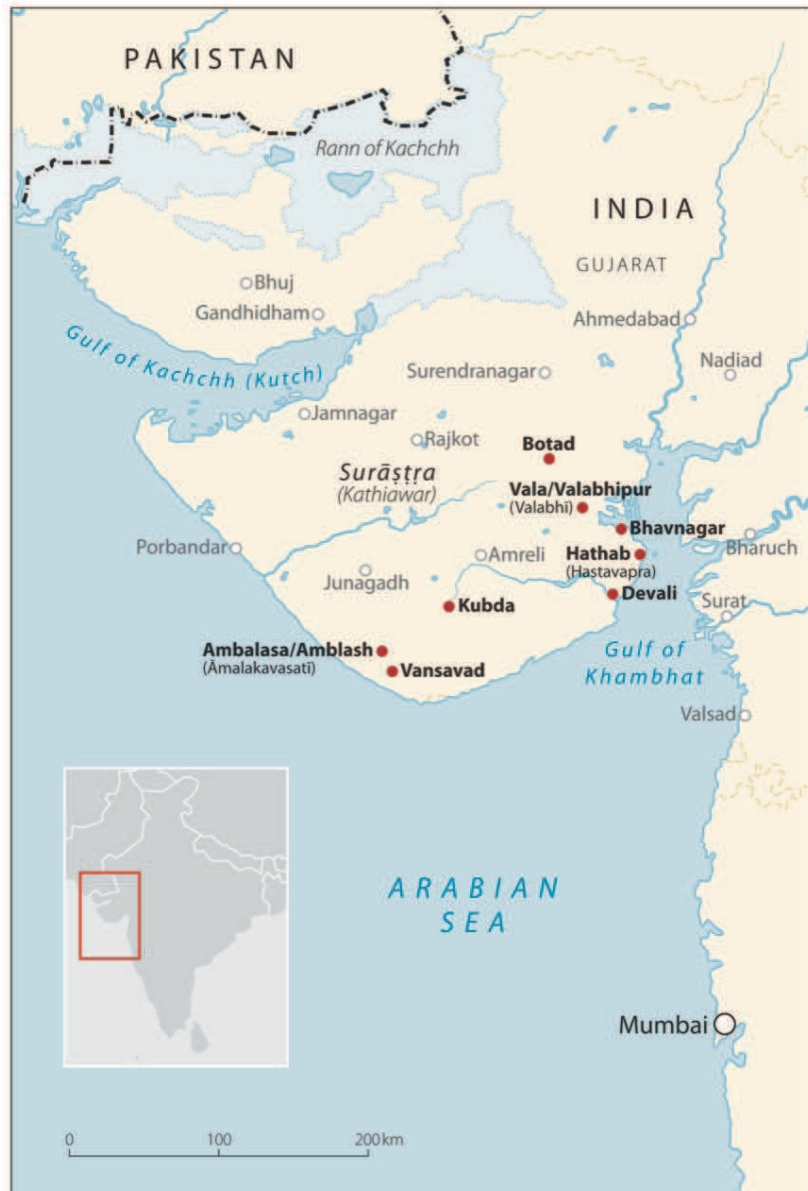 PAKISTAN
Rann of Kachchh
INDIA
GUJARAT
Bhuj
Gandhidham
Ahmedabad
Gulf of Kachchh (Kutch)
Nadiad
Surendranagar
Jamnagar
Rajkot
Botad
Surāṣṭra
(Kathiawar)
Vala/Valabhipur
(Valabhī)
Bhavnagar
Porbandar
Bharuch
Hathab
(Hastavapra)
Amreli
Junagadh
Devali
Surat
Kubda
Ambalasa/Amblash
(Āmalakavasatī)
Vansavad
Gulf of
Khambhat
Valsad
ARABIAN
SEA
Mumbai
0 100 200 km